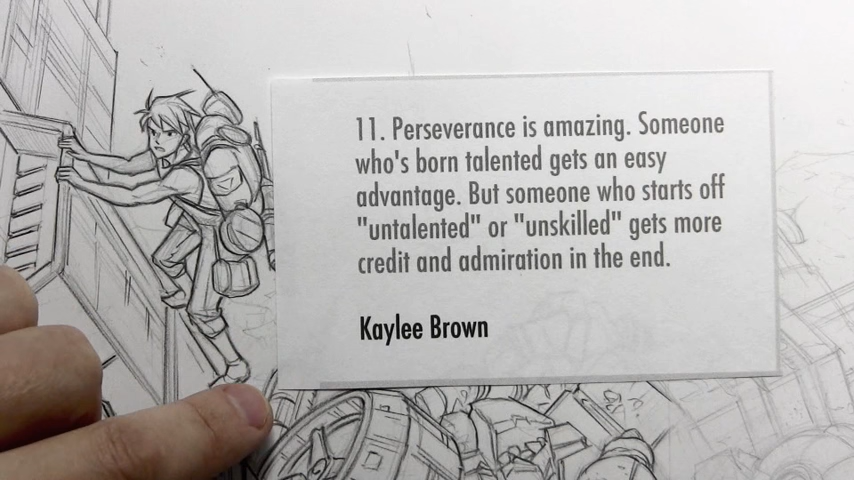 11. Perseverance is amazing. Someone
who's born talented gets an easy
advantage. But someone who starts off
"untalented" or "unskilled" gets more
credit and admiration in the end.
Kaylee Brown